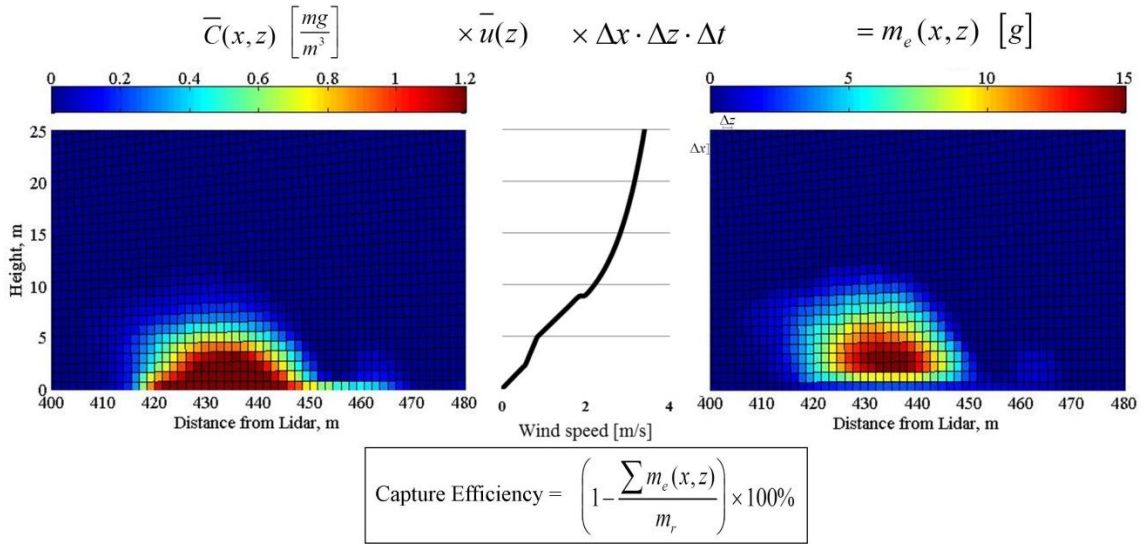 C̅(x,z) [mg/m³] × u̅(z) × Δx·Δz·Δt = mₑ(x,z) [g]
0 0.2 0.4 0.6 0.8 1 1.2
0 5 10 15
Δz
Δx
25
20
15
10
5
0
Height, m
400 410 420 430 440 450 460 470 480
Distance from Lidar, m
0 2 4
Wind speed [m/s]
400 410 420 430 440 450 460 470 480
Distance from Lidar, m
Capture Efficiency = (1 - ∑mₑ(x,z)/mᵣ) × 100%